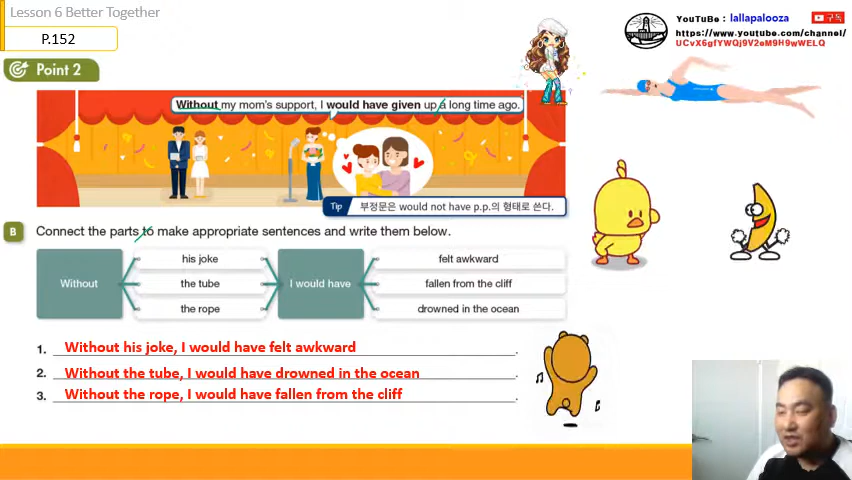 Lesson 6 Better Together
P.152
YouTuBe : lallapalooza
구독
https://www.youtube.com/channel/
UCvX6gfYWQj9V2eM9H9wWELQ
Point 2
Without my mom's support, I would have given up a long time ago.
Tip 부정문은 would not have p.p.의 형태로 쓴다.
B Connect the parts to make appropriate sentences and write them below.
his joke felt awkward
Without the tube I would have fallen from the cliff
the rope drowned in the ocean
1. Without his joke, I would have felt awkward .
2. Without the tube, I would have drowned in the ocean .
3. Without the rope, I would have fallen from the cliff .